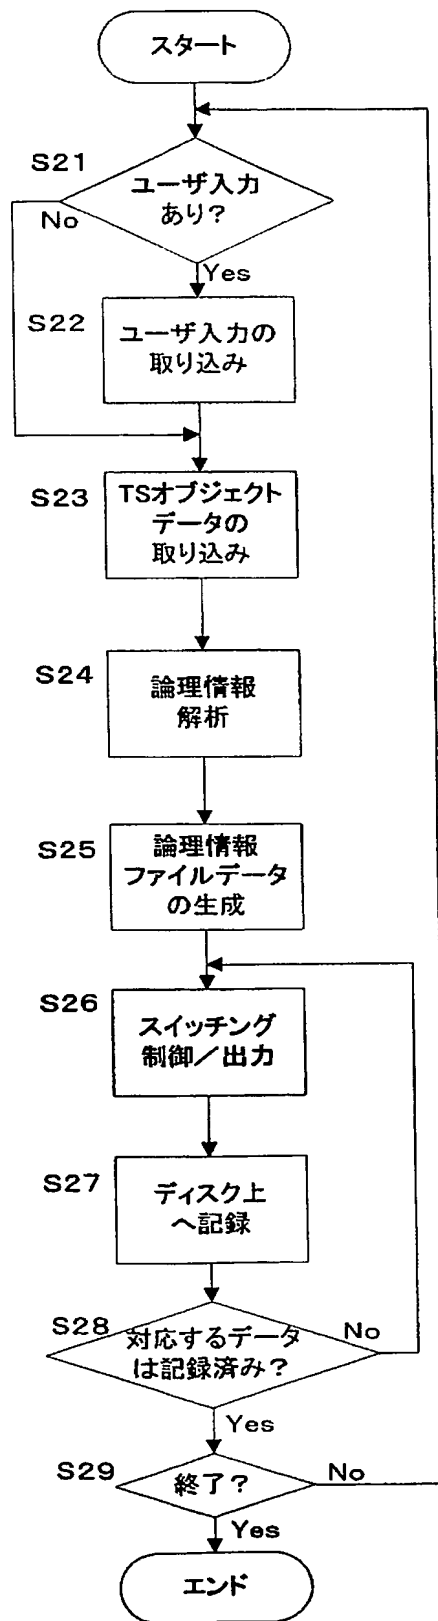 スタート
S21
ユーザ入力
あり？
No
Yes
S22
ユーザ入力の
取り込み
S23
TSオブジェクト
データの
取り込み
S24
論理情報
解析
S25
論理情報
ファイルデータ
の生成
S26
スイッチング
制御／出力
S27
ディスク上
へ記録
S28
対応するデータ
は記録済み？
No
Yes
S29
終了？
No
Yes
エンド